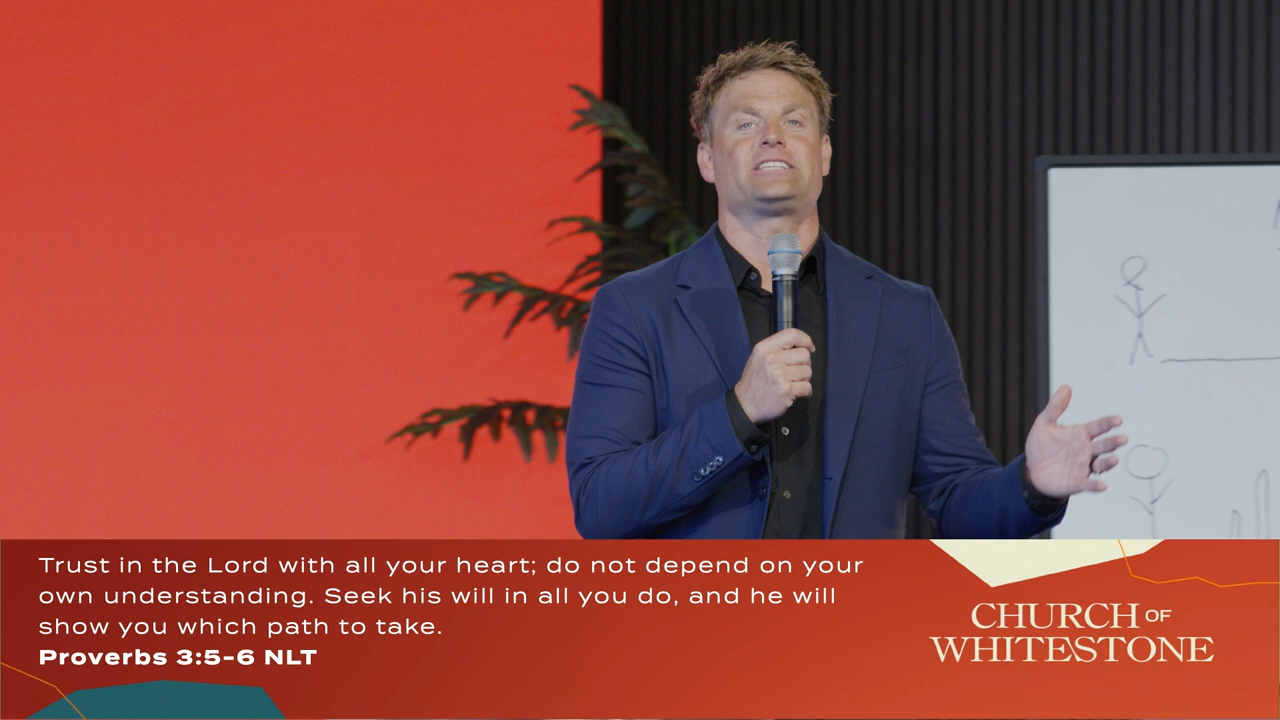 Trust in the Lord with all your heart; do not depend on your
own understanding. Seek his will in all you do, and he will
show you which path to take.
Proverbs 3:5-6 NLT
CHURCH OF
WHITESTONE